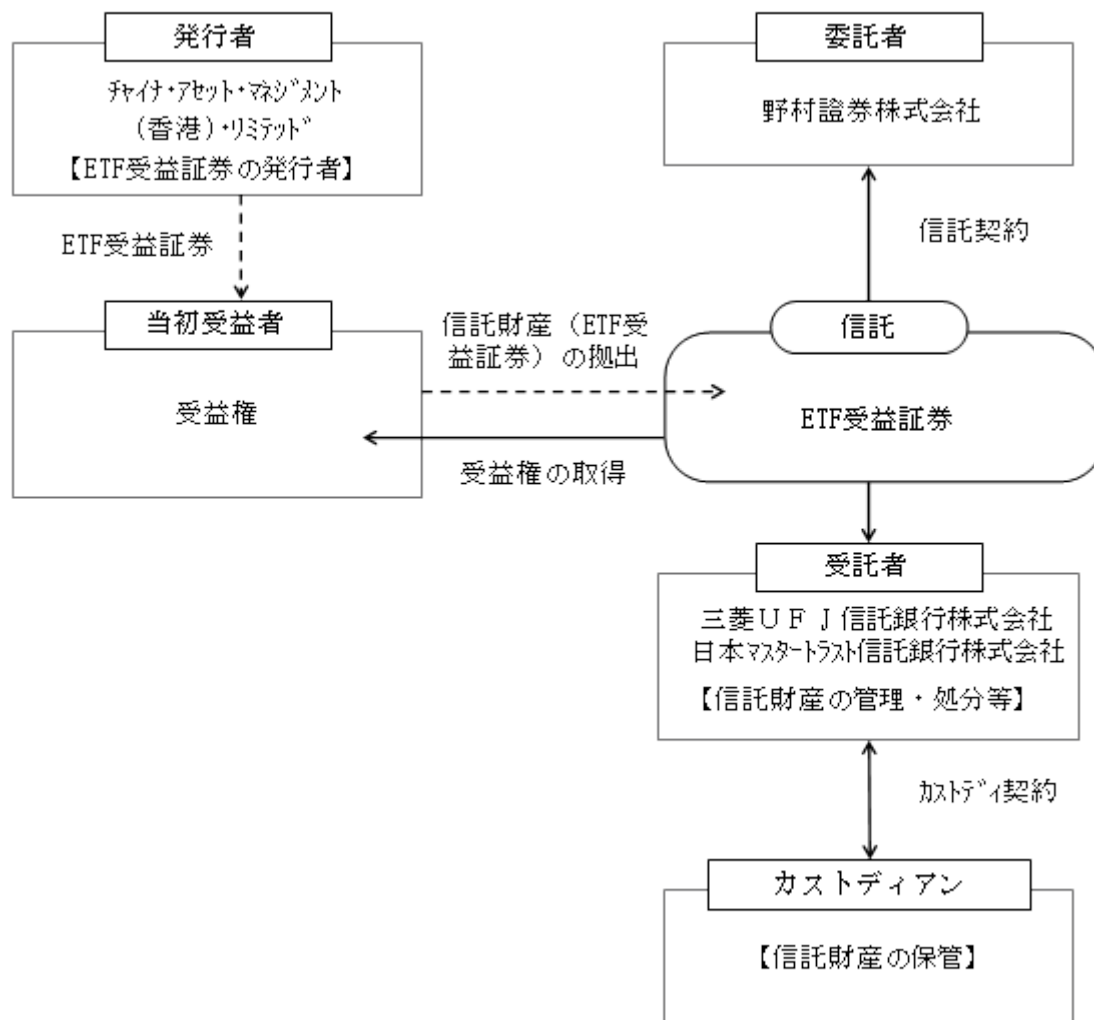 発行者
チャイナ・アセット・マネジメント
(香港)・リミテッド
【ETF受益証券の発行者】
ETF受益証券
当初受益者
受益権
信託財産（ETF受
益証券）の拠出
受益権の取得
委託者
野村證券株式会社
信託契約
信託
ETF受益証券
受託者
三菱ＵＦＪ信託銀行株式会社
日本マスタートラスト信託銀行株式会社
【信託財産の管理・処分等】
カストディ契約
カストディアン
【信託財産の保管】